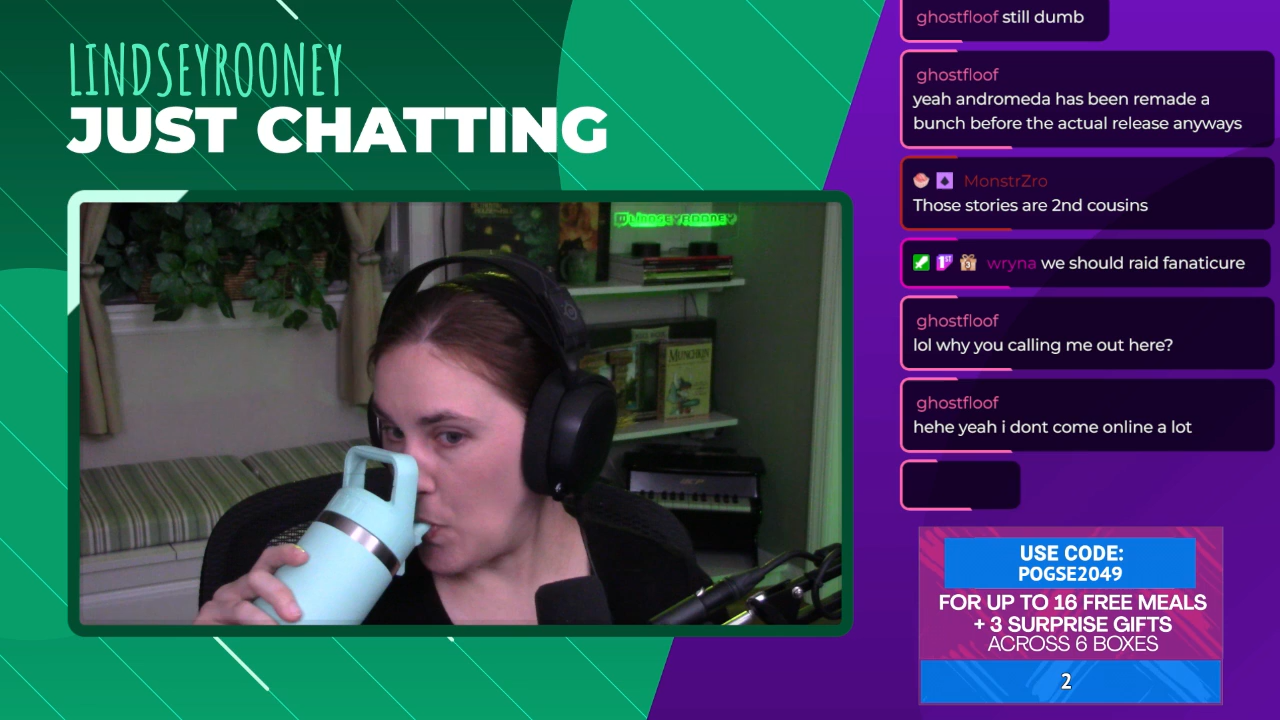 LINDSEYROONEY
JUST CHATTING
@LINDSEYROONEY
MUNCHKIN
ghostfloof still dumb
ghostfloof
yeah andromeda has been remade a
bunch before the actual release anyways
MonstrZro
Those stories are 2nd cousins
1ST
wryna we should raid fanaticure
ghostfloof
lol why you calling me out here?
ghostfloof
hehe yeah i dont come online a lot
USE CODE:
POGSE2049
FOR UP TO 16 FREE MEALS
+ 3 SURPRISE GIFTS
ACROSS 6 BOXES
2